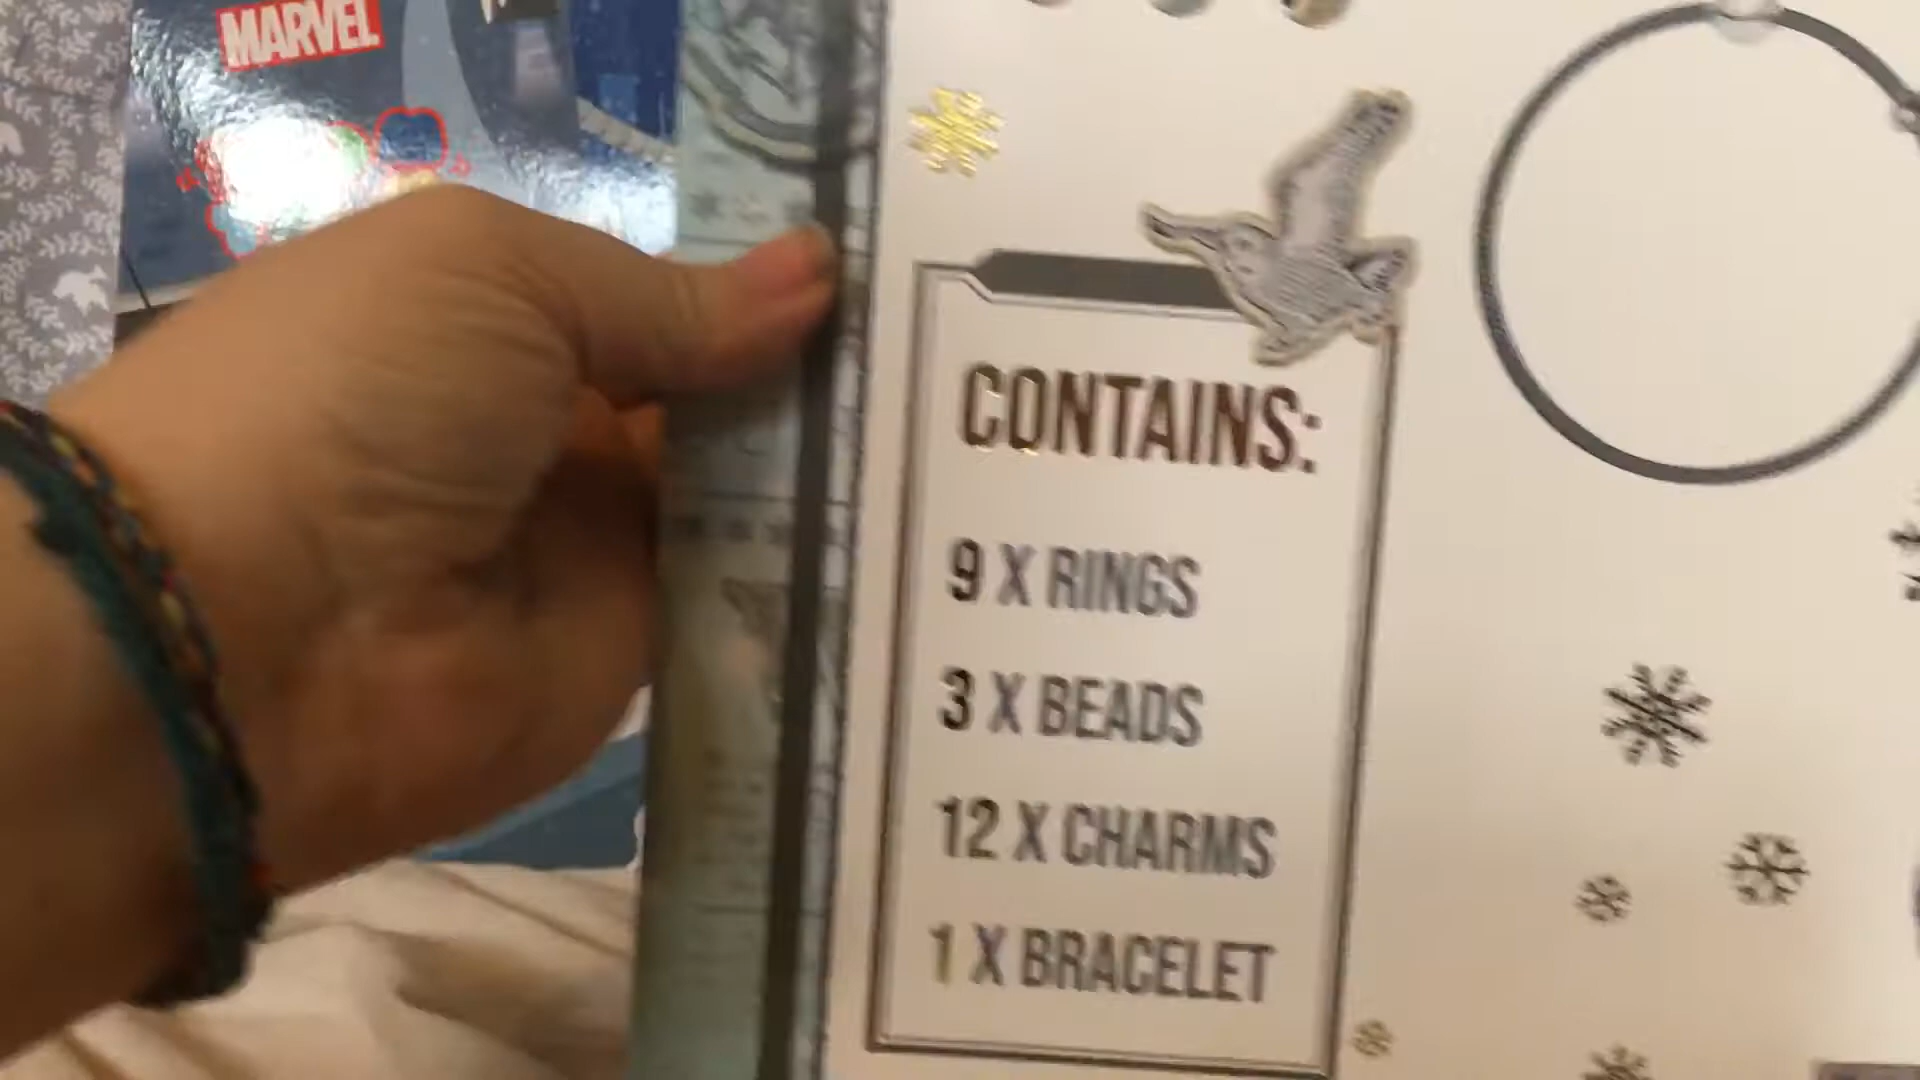 MARVEL
CONTAINS:
9 X RINGS
3 X BEADS
12 X CHARMS
1 X BRACELET